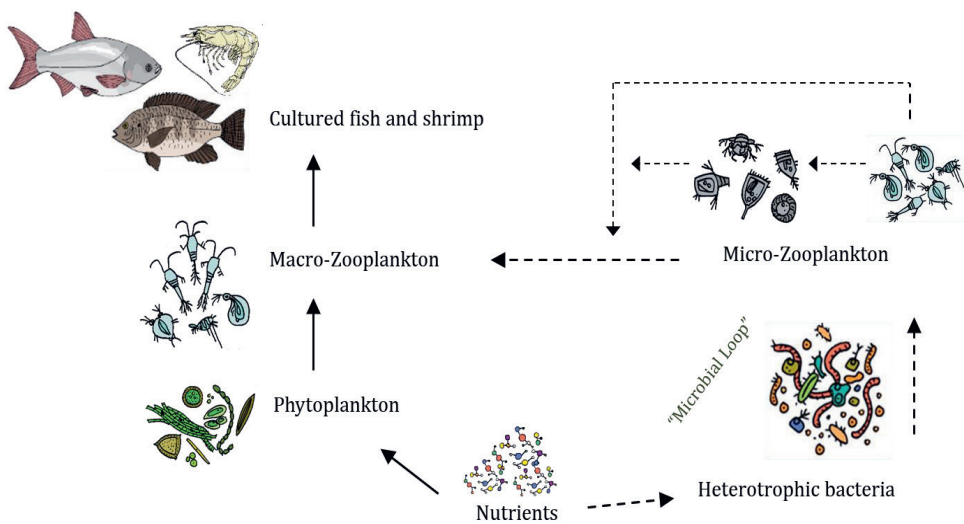 Cultured fish and shrimp
Macro-Zooplankton
Micro-Zooplankton
"Microbial Loop"
Phytoplankton
Heterotrophic bacteria
Nutrients